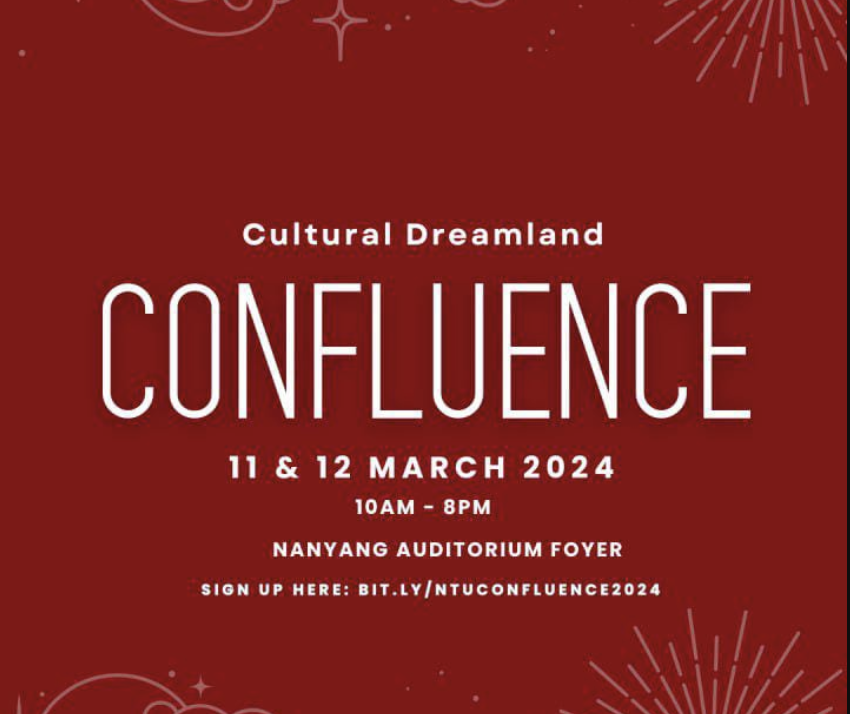 Cultural Dreamland
CONFLUENCE
11 & 12 MARCH 2024
10AM - 8PM
NANYANG AUDITORIUM FOYER
SIGN UP HERE: BIT.LY/NTUCONFLUENCE2024